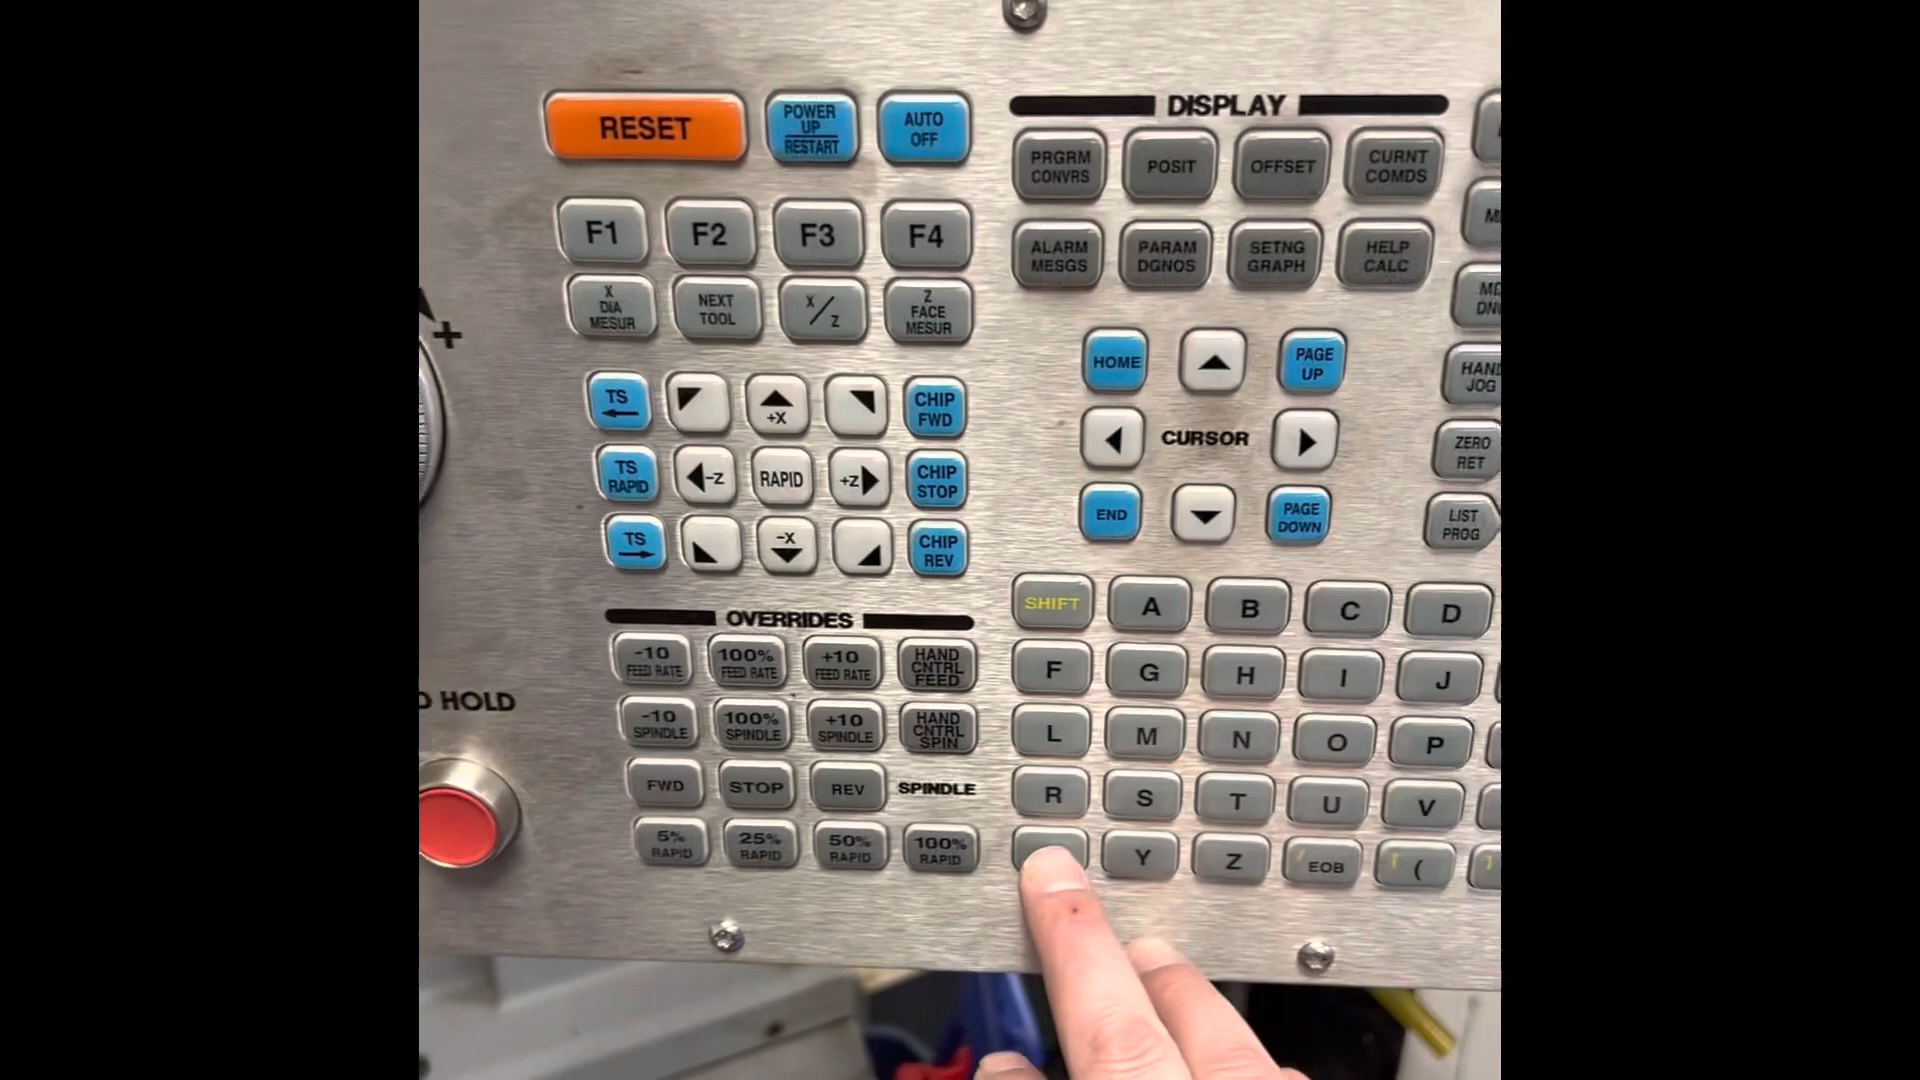 RESET
POWER
UP
RESTART
AUTO
OFF
F1
F2
F3
F4
X
DIA
MESUR
NEXT
TOOL
X/Z
Z
FACE
MESUR
TS
+X
CHIP
FWD
TS
RAPID
-Z
RAPID
+Z
CHIP
STOP
TS
-X
CHIP
REV
OVERRIDES
-10
FEED RATE
100%
FEED RATE
+10
FEED RATE
HAND
CNTRL
FEED
-10
SPINDLE
100%
SPINDLE
+10
SPINDLE
HAND
CNTRL
SPIN
FWD
STOP
REV
SPINDLE
5%
RAPID
25%
RAPID
50%
RAPID
100%
RAPID
+
HOLD
DISPLAY
PRGRM
CONVRS
POSIT
OFFSET
CURNT
COMDS
ALARM
MESGS
PARAM
DGNOS
SETNG
GRAPH
HELP
CALC
HOME
PAGE
UP
CURSOR
END
PAGE
DOWN
HAND
JOG
ZERO
RET
LIST
PROG
SHIFT
A
B
C
D
F
G
H
I
J
L
M
N
O
P
R
S
T
U
V
Y
Z
EOB
(